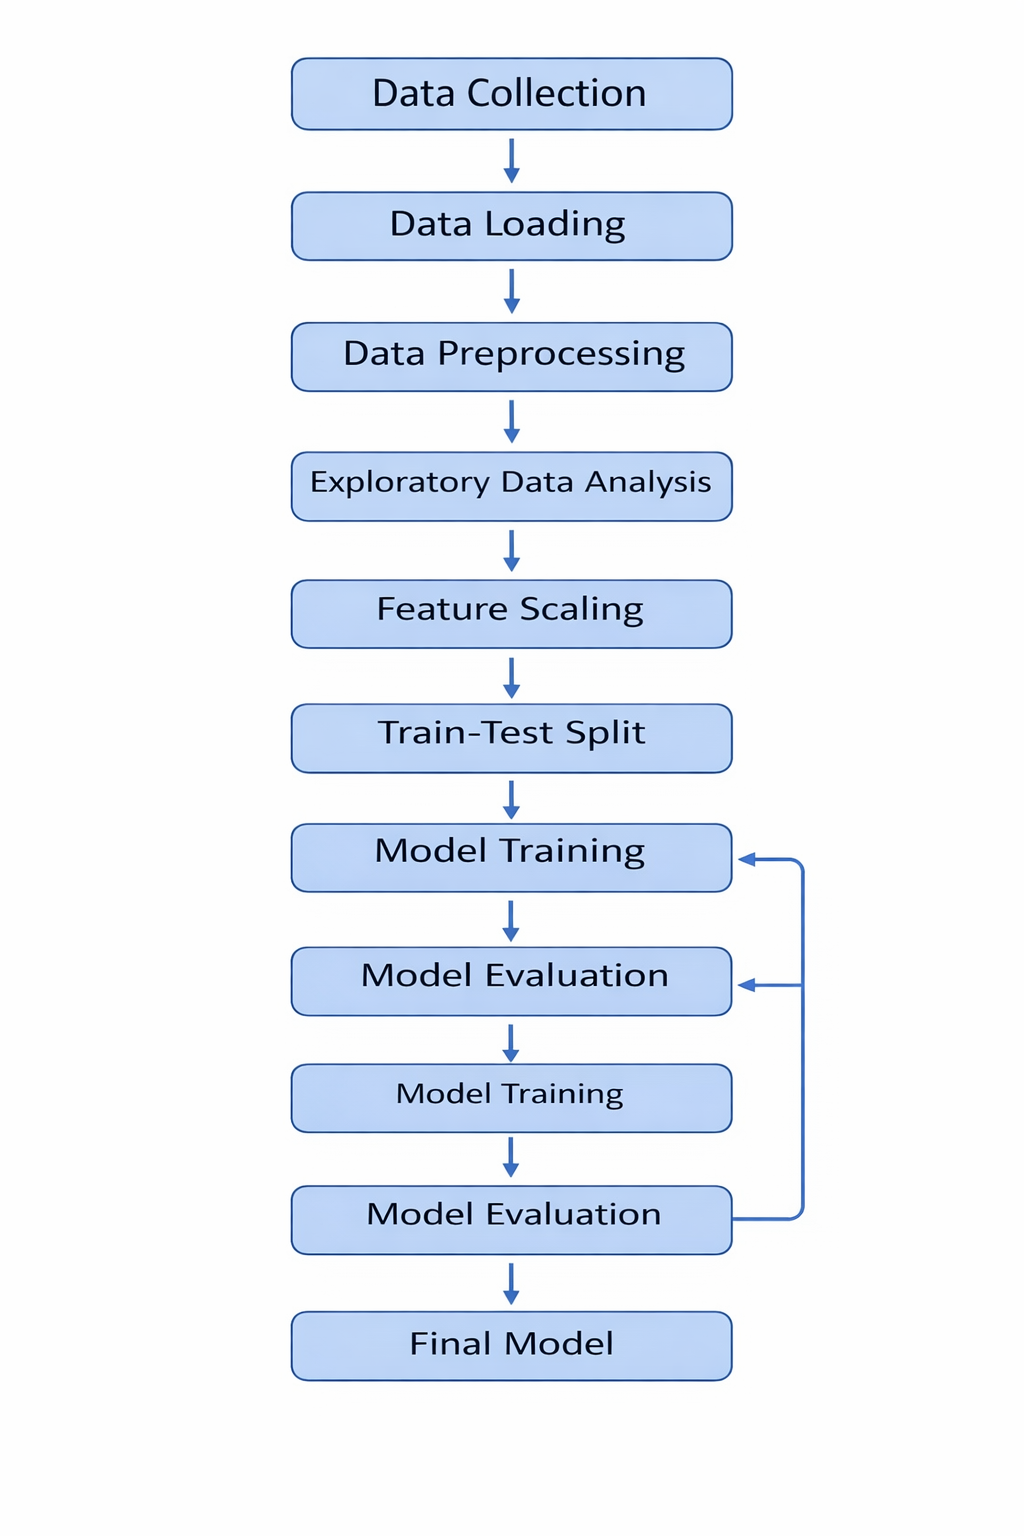 Data Collection
Data Loading
Data Preprocessing
Exploratory Data Analysis
Feature Scaling
Train-Test Split
Model Training
Model Evaluation
Model Training
Model Evaluation
Final Model